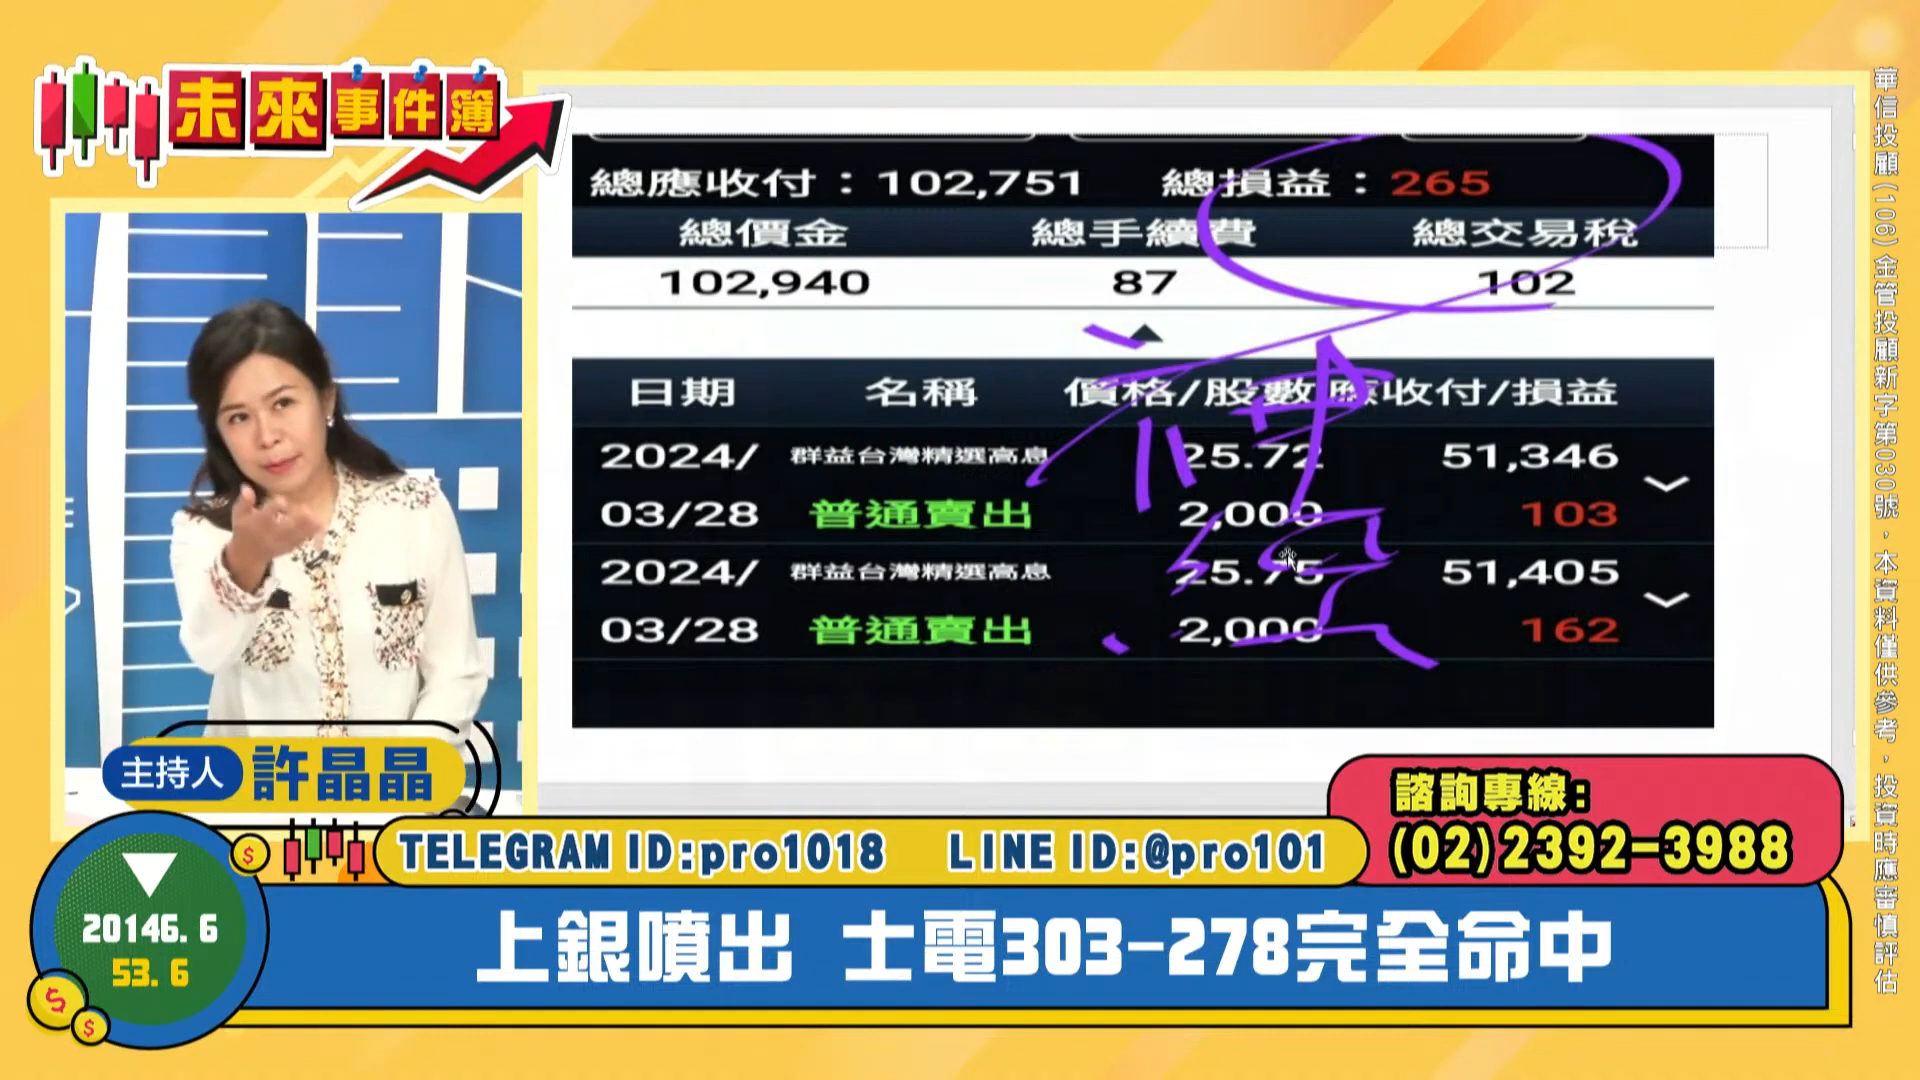 未來事件簿
總應收付：102,751 總損益：265
總價金 總手續費 總交易稅
102,940 87 102
日期 名稱 價格/股數 應收付/損益
2024/ 群益台灣精選高息 25.72 51,346
03/28 普通賣出 2,000 103
2024/ 群益台灣精選高息 25.75 51,405
03/28 普通賣出 2,000 162
神經
主持人 許晶晶
諮詢專線:
(02)2392-3988
TELEGRAM ID:pro1018 LINE ID:@pro101
20146.6
53.6
上銀噴出 士電303-278完全命中
華信投顧(106)金管投顧新字第030號，本資料僅供參考，投資時應審慎評估